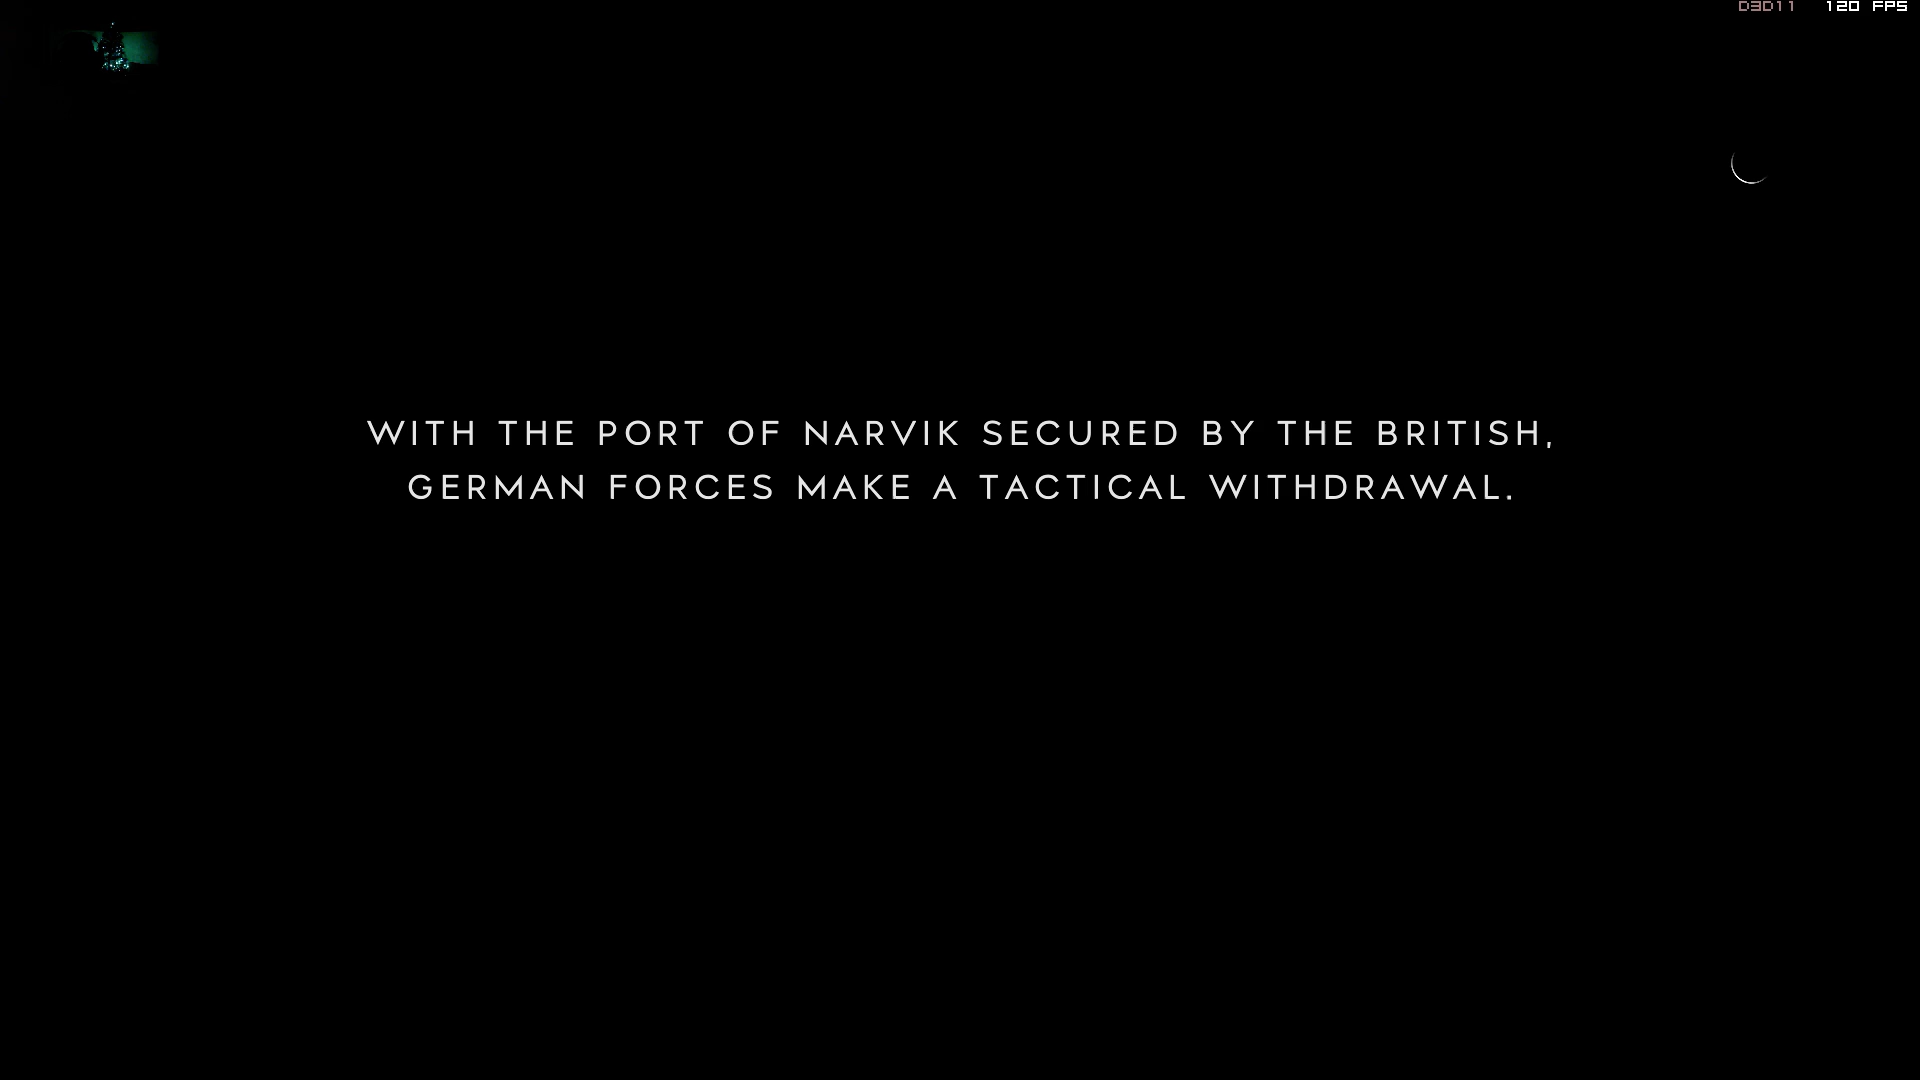 D3D11 120 FPS
WITH THE PORT OF NARVIK SECURED BY THE BRITISH,
GERMAN FORCES MAKE A TACTICAL WITHDRAWAL.